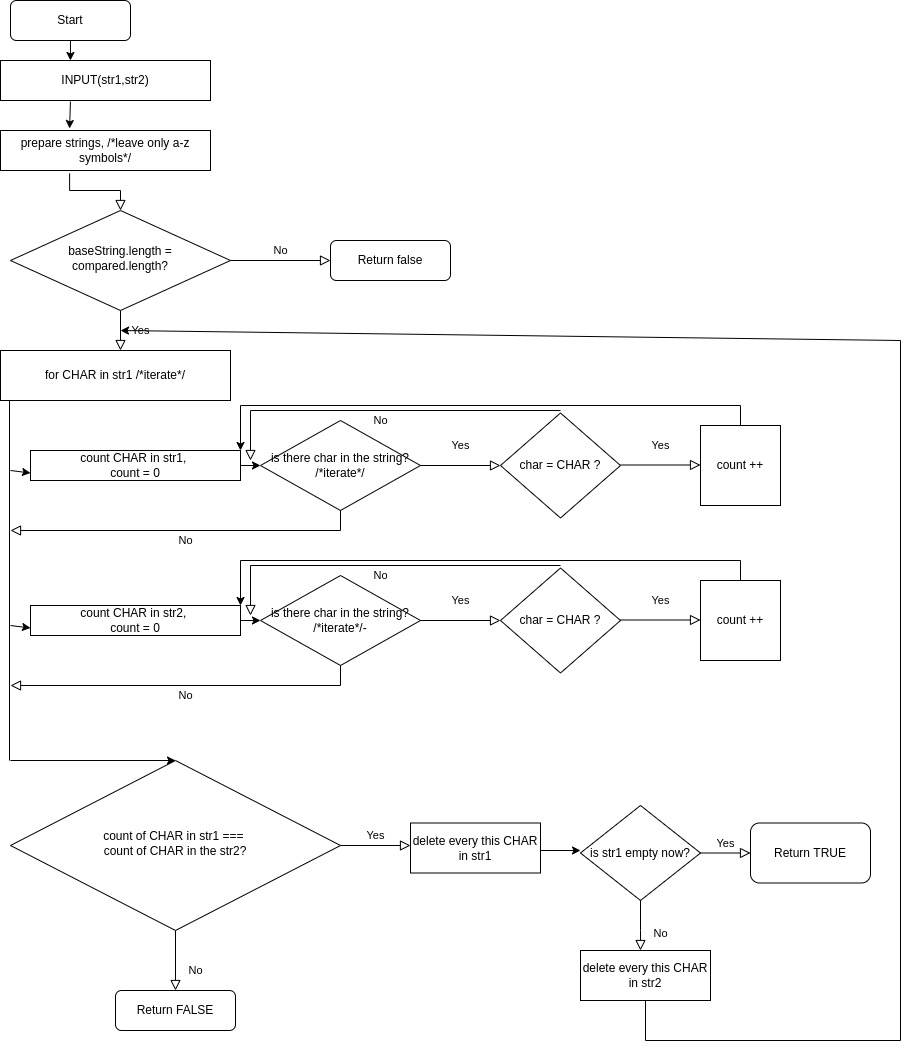 Start
INPUT(str1,str2)
prepare strings, /*leave only a-z
symbols*/
baseString.length =
compared.length?
No
Return false
Yes
for CHAR in str1 /*iterate*/
No
count CHAR in str1,
count = 0
is there char in the string?
/*iterate*/
Yes
char = CHAR ?
Yes
count ++
No
No
count CHAR in str2,
count = 0
is there char in the string?
/*iterate*/-
Yes
char = CHAR ?
Yes
count ++
No
count of CHAR in str1 ===
count of CHAR in the str2?
Yes
delete every this CHAR
in str1
is str1 empty now?
Yes
Return TRUE
No
delete every this CHAR
in str2
No
Return FALSE